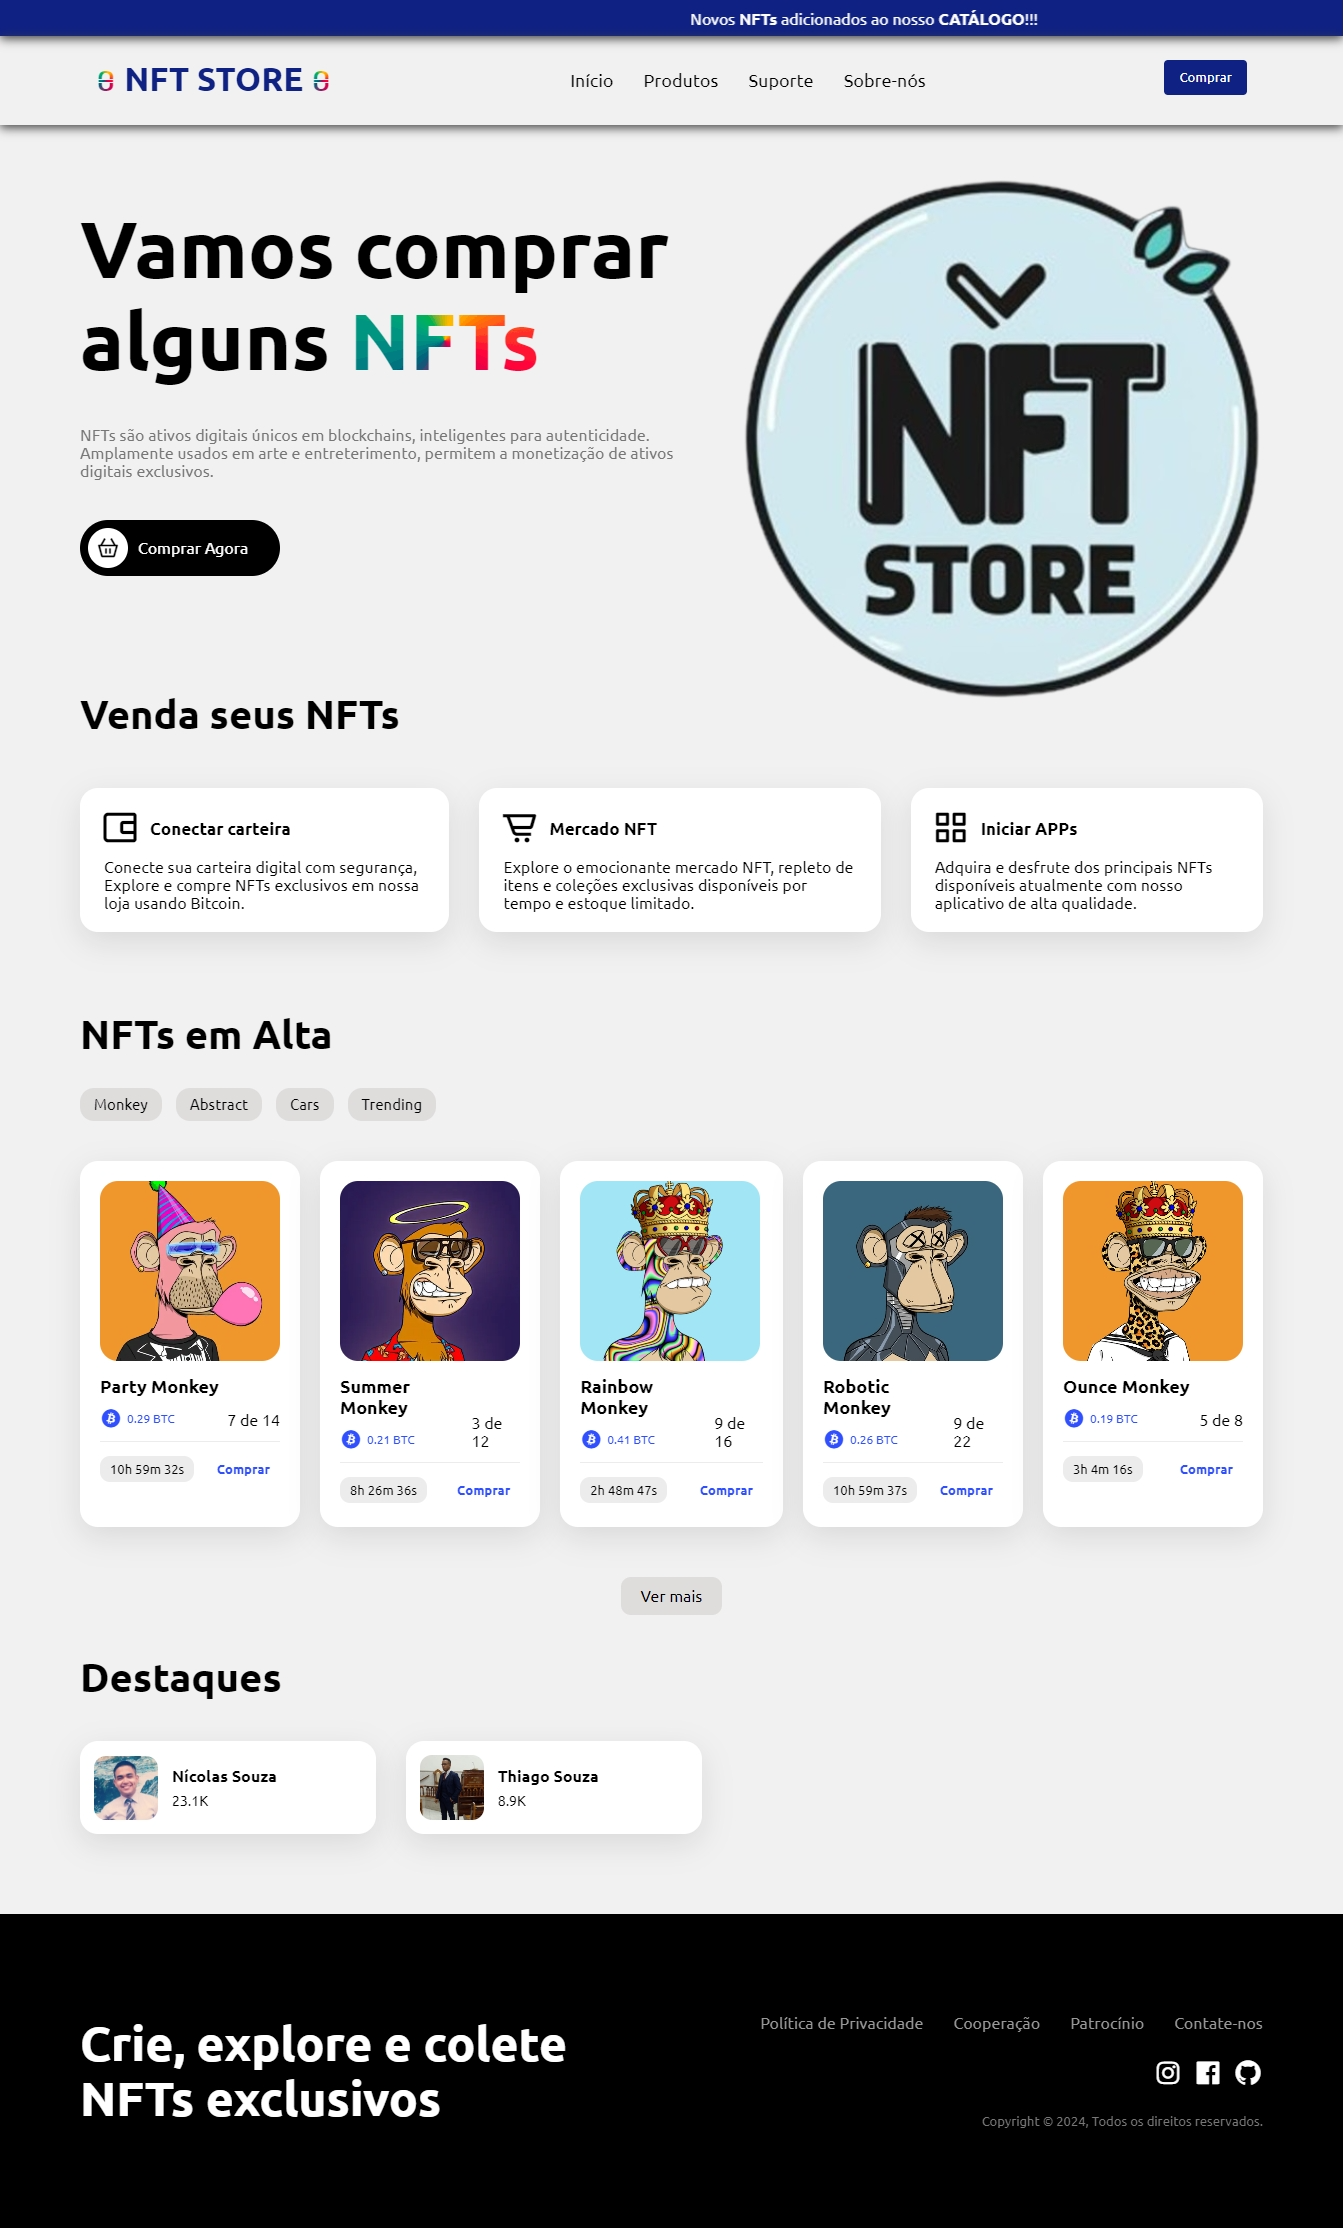 Novos NFTs adicionados ao nosso CATÁLOGO!!!
NFT STORE
Início Produtos Suporte Sobre-nós
Comprar
Vamos comprar
alguns NFTs
NFTs são ativos digitais únicos em blockchains, inteligentes para autenticidade.
Amplamente usados em arte e entreterimento, permitem a monetização de ativos
digitais exclusivos.
Comprar Agora
NFT
STORE
Venda seus NFTs
Conectar carteira
Conecte sua carteira digital com segurança,
Explore e compre NFTs exclusivos em nossa
loja usando Bitcoin.
Mercado NFT
Explore o emocionante mercado NFT, repleto de
itens e coleções exclusivas disponíveis por
tempo e estoque limitado.
Iniciar APPs
Adquira e desfrute dos principais NFTs
disponíveis atualmente com nosso
aplicativo de alta qualidade.
NFTs em Alta
Monkey Abstract Cars Trending
Party Monkey
0.29 BTC 7 de 14
10h 59m 32s Comprar
Summer
Monkey
0.21 BTC 3 de
12
8h 26m 36s Comprar
Rainbow
Monkey
0.41 BTC 9 de
16
2h 48m 47s Comprar
Robotic
Monkey
0.26 BTC 9 de
22
10h 59m 37s Comprar
Ounce Monkey
0.19 BTC 5 de 8
3h 4m 16s Comprar
Ver mais
Destaques
Nícolas Souza
23.1K
Thiago Souza
8.9K
Crie, explore e colete
NFTs exclusivos
Política de Privacidade Cooperação Patrocínio Contate-nos
Copyright © 2024, Todos os direitos reservados.